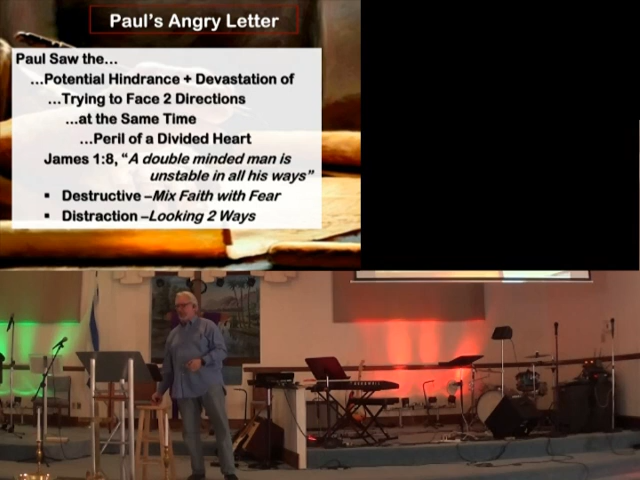 Paul's Angry Letter
Paul Saw the...
...Potential Hindrance + Devastation of
...Trying to Face 2 Directions
...at the Same Time
...Peril of a Divided Heart
James 1:8, “A double minded man is
unstable in all his ways”
▪ Destructive –Mix Faith with Fear
▪ Distraction –Looking 2 Ways